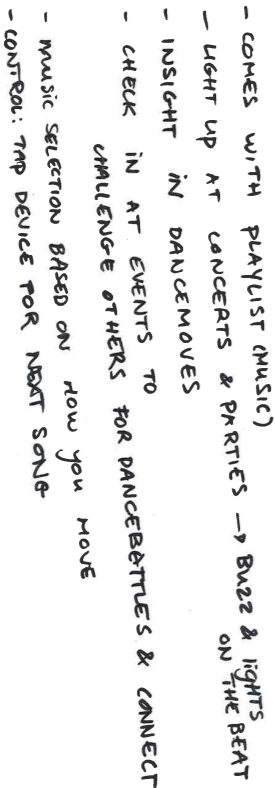 - COMES WITH PLAYLIST (MUSIC)
- LIGHT UP AT CONCERTS & PARTIES → BUZZ & lIGHTS
ON THE BEAT
- INSIGHT IN DANCEMOVES
- CHECK IN AT EVENTS TO
CHALLENGE OTHERS FOR DANCEBATTLES & CONNECT
- MUSIC SELECTION BASED ON HOW YOU MOVE
- CONTROL: TAP DEVICE FOR NEXT SONG